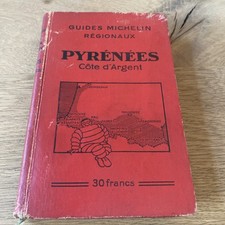 GUIDES MICHELIN
RÉGIONAUX
PYRÉNÉES
Côte d'Argent
30 francs